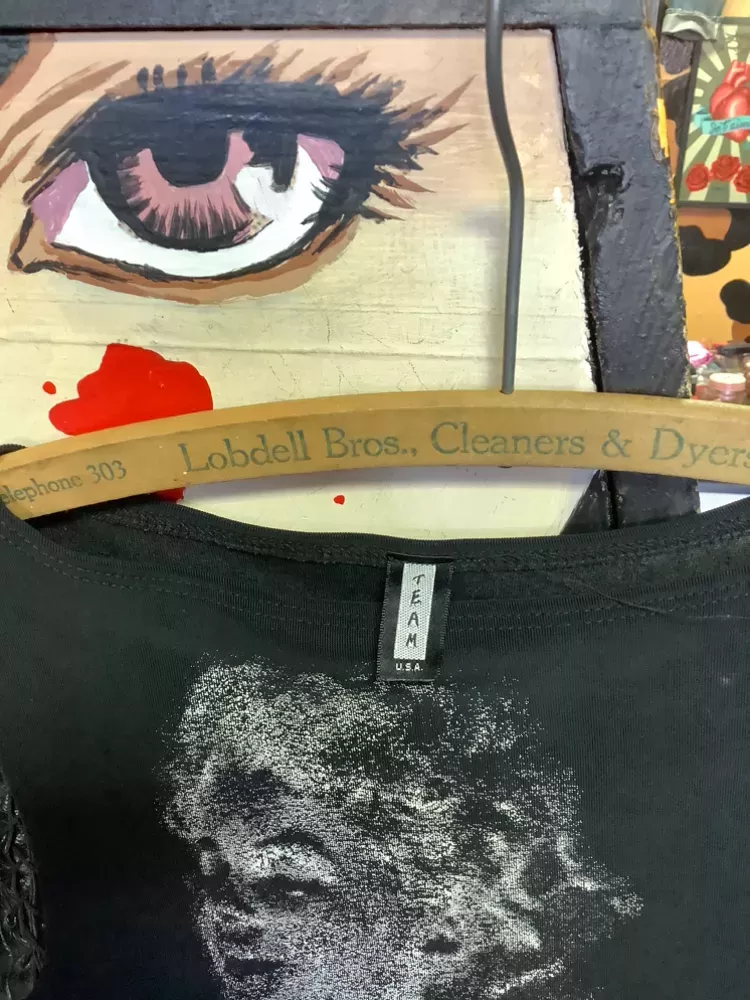 elephone 303
Lobdell Bros., Cleaners & Dyers
TEAM
U.S.A.